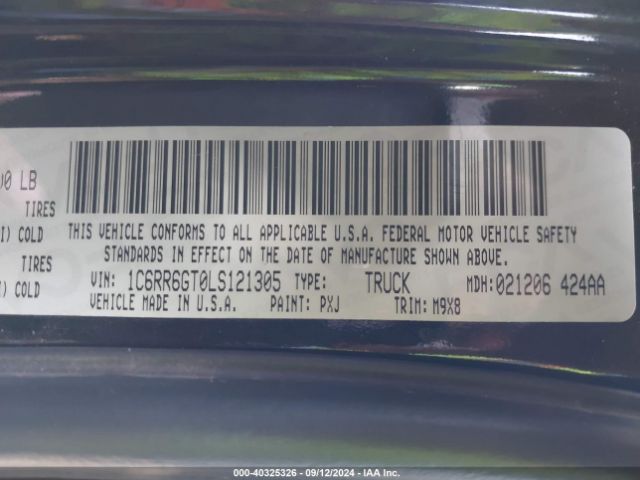 00 LB
TIRES
THIS VEHICLE CONFORMS TO ALL APPLICABLE U.S.A. FEDERAL MOTOR VEHICLE SAFETY
I) COLD
STANDARDS IN EFFECT ON THE DATE OF MANUFACTURE SHOWN ABOVE.
TIRES
VIN: 1C6RR6GT0LS121305 TYPE: TRUCK MDH: 021206 424AA
I) COLD
VEHICLE MADE IN U.S.A. PAINT: PXJ TRIM: M9X8
000-40325326 - 09/12/2024 - IAA Inc.